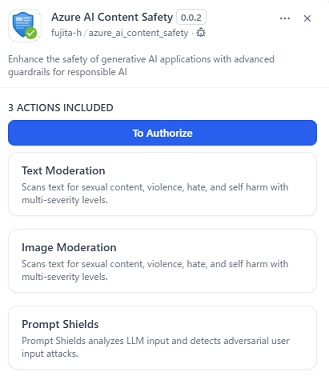 Azure AI Content Safety 0.0.2
fujita-h / azure_ai_content_safety ·
Enhance the safety of generative AI applications with advanced
guardrails for responsible AI
3 ACTIONS INCLUDED
To Authorize
Text Moderation
Scans text for sexual content, violence, hate, and self harm with
multi-severity levels.
Image Moderation
Scans text for sexual content, violence, hate, and self harm with
multi-severity levels.
Prompt Shields
Prompt Shields analyzes LLM input and detects adversarial user
input attacks.